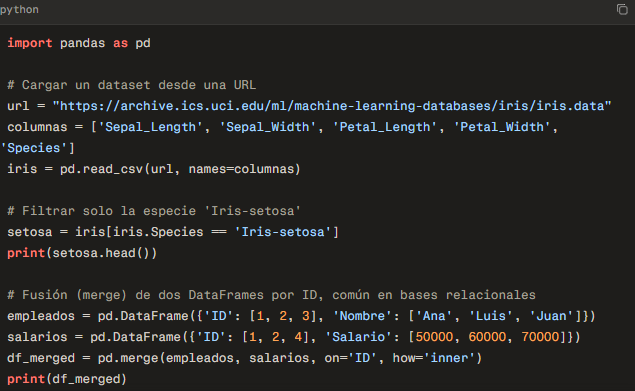 python
import pandas as pd
# Cargar un dataset desde una URL
url = "https://archive.ics.uci.edu/ml/machine-learning-databases/iris/iris.data"
columnas = ['Sepal_Length', 'Sepal_Width', 'Petal_Length', 'Petal_Width',
'Species']
iris = pd.read_csv(url, names=columnas)
# Filtrar solo la especie 'Iris-setosa'
setosa = iris[iris.Species == 'Iris-setosa']
print(setosa.head())
# Fusión (merge) de dos DataFrames por ID, común en bases relacionales
empleados = pd.DataFrame({'ID': [1, 2, 3], 'Nombre': ['Ana', 'Luis', 'Juan']})
salarios = pd.DataFrame({'ID': [1, 2, 4], 'Salario': [50000, 60000, 70000]})
df_merged = pd.merge(empleados, salarios, on='ID', how='inner')
print(df_merged)